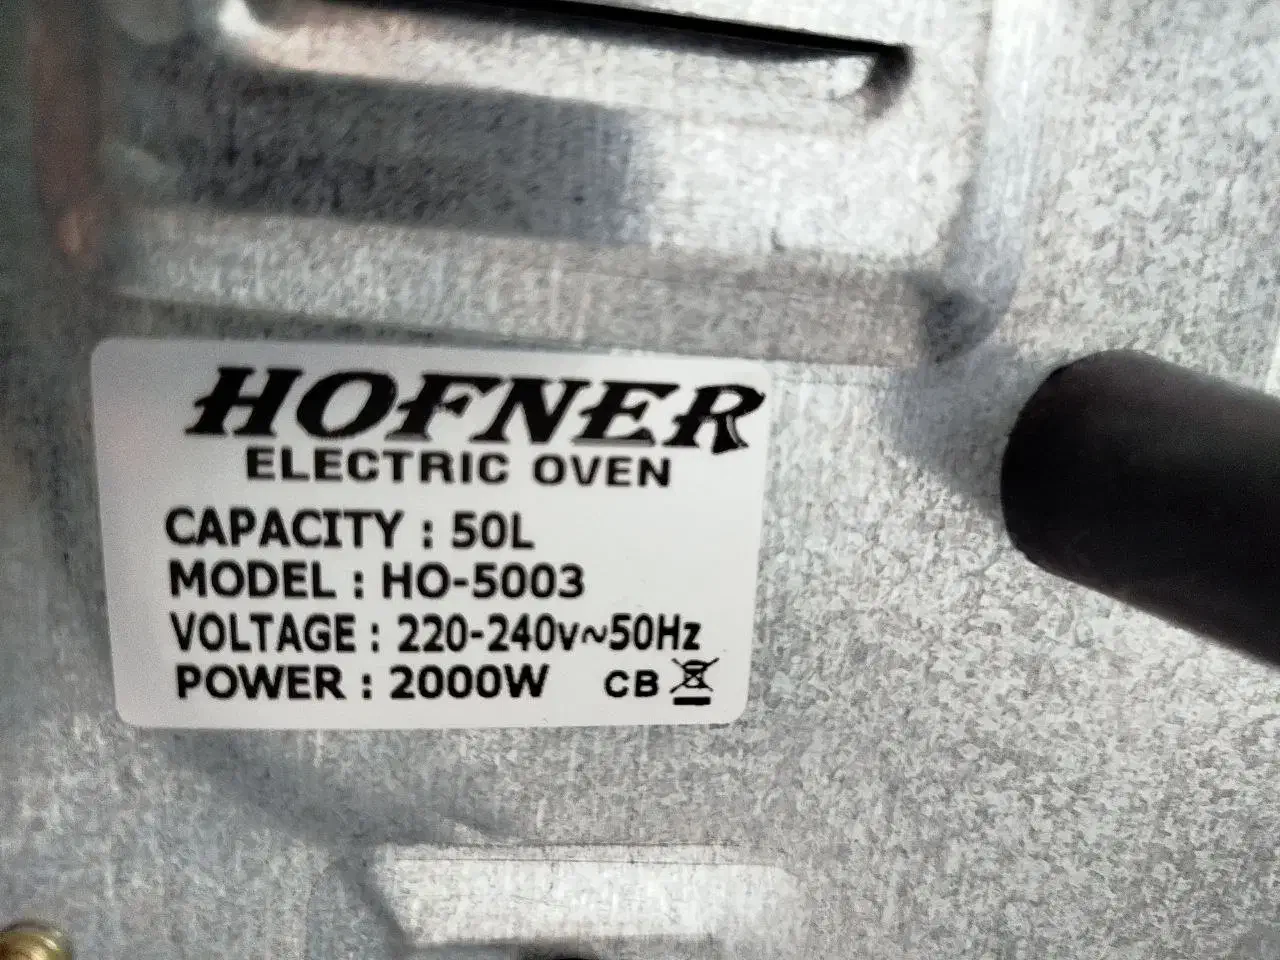 HOFNER
ELECTRIC OVEN
CAPACITY : 50L
MODEL : HO-5003
VOLTAGE : 220-240v~50Hz
POWER : 2000W CB